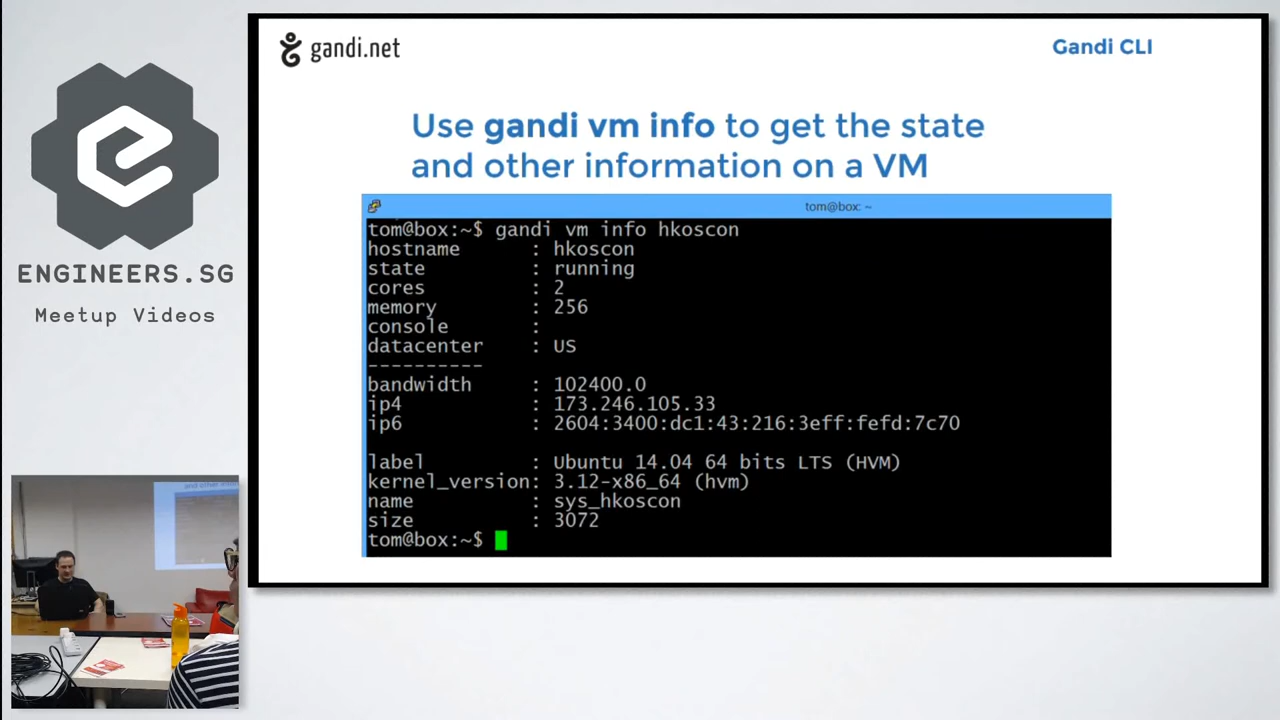 gandi.net
Gandi CLI
Use gandi vm info to get the state
and other information on a VM
tom@box: ~
tom@box:~$ gandi vm info hkoscon
hostname : hkoscon
state : running
cores : 2
memory : 256
console :
datacenter : US
----------
bandwidth : 102400.0
ip4 : 173.246.105.33
ip6 : 2604:3400:dc1:43:216:3eff:fefd:7c70
label : Ubuntu 14.04 64 bits LTS (HVM)
kernel_version: 3.12-x86_64 (hvm)
name : sys_hkoscon
size : 3072
tom@box:~$
ENGINEERS.SG
Meetup Videos
and other infor